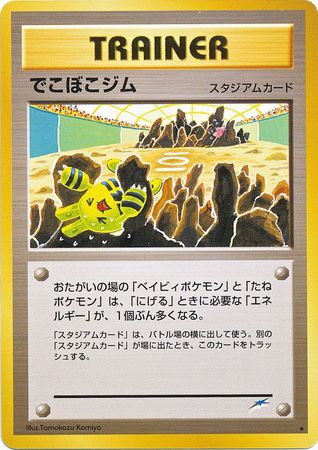 TRAINER
でこぼこジム
スタジアムカード
S
おたがいの場の「ベイビィポケモン」と「たね
ポケモン」は、「にげる」ときに必要な「エネ
ルギー」が、1個ぶん多くなる。
「スタジアムカード」は、バトル場の横に出して使う。別の
「スタジアムカード」が場に出たとき、このカードをトラッ
シュする。
Illus.Tomokazu Komiya